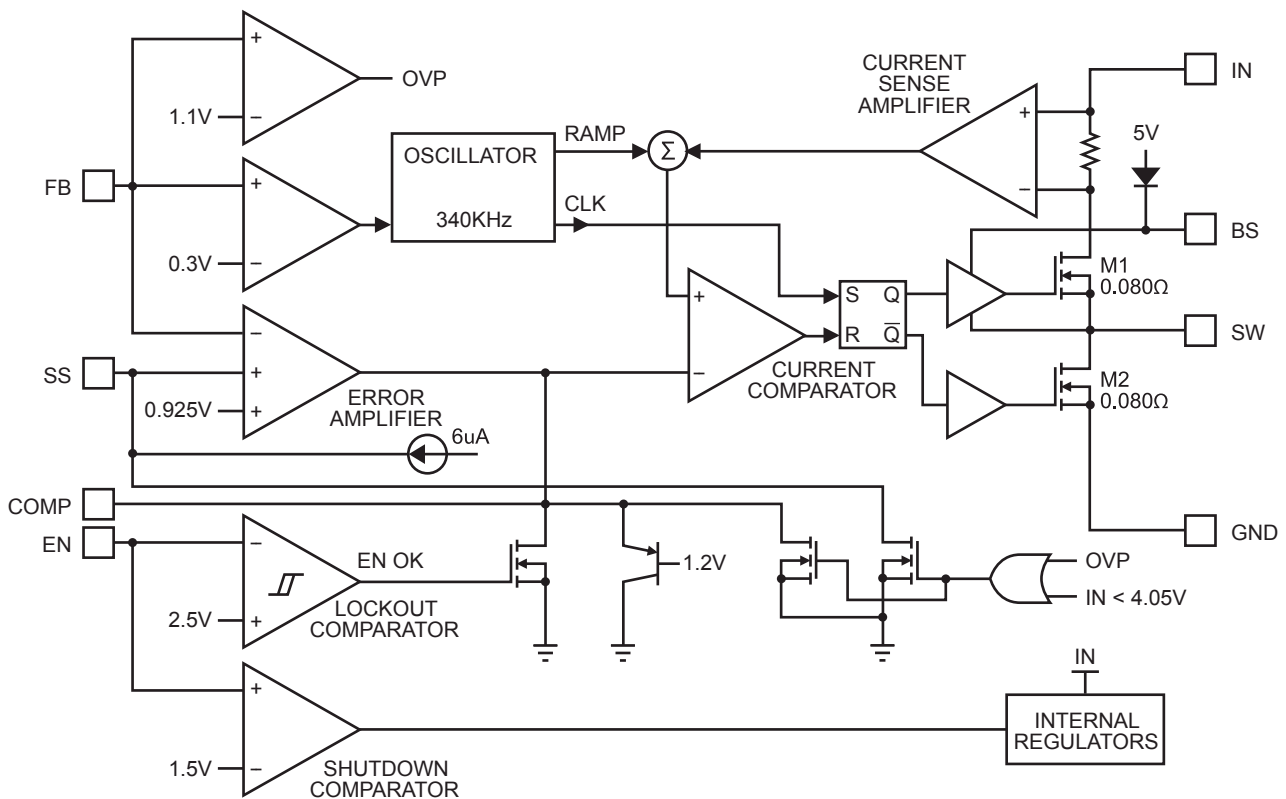 +
OVP
1.1V
−
FB
+
0.3V
−
OSCILLATOR
340KHz
RAMP
CLK
Σ
CURRENT
SENSE
AMPLIFIER
+
−
IN
5V
BS
M1
0.080Ω
SW
M2
0.080Ω
GND
S Q
R Q̅
+
−
CURRENT
COMPARATOR
SS
−
+
0.925V
+
ERROR
AMPLIFIER
6uA
COMP
EN
−
EN OK
2.5V
+
LOCKOUT
COMPARATOR
1.2V
OVP
IN < 4.05V
+
1.5V
−
SHUTDOWN
COMPARATOR
IN
INTERNAL
REGULATORS